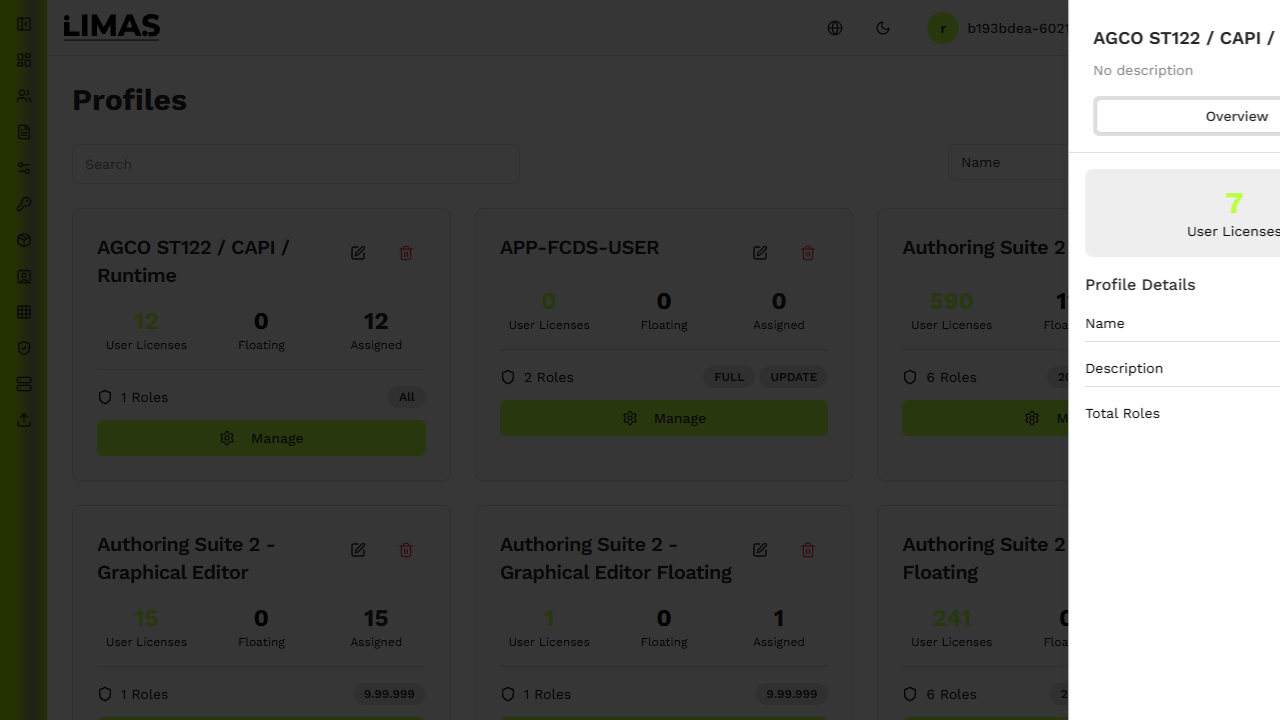 LIMAS
r
b193bdea-6021
Profiles
Search
Name
AGCO ST122 / CAPI /
Runtime
12
User Licenses
0
Floating
12
Assigned
1 Roles
All
Manage
APP-FCDS-USER
0
User Licenses
0
Floating
0
Assigned
2 Roles
FULL
UPDATE
Manage
Authoring Suite 2
590
User Licenses
6 Roles
Authoring Suite 2 -
Graphical Editor
15
User Licenses
0
Floating
15
Assigned
1 Roles
9.99.999
Authoring Suite 2 -
Graphical Editor Floating
1
User Licenses
0
Floating
1
Assigned
1 Roles
9.99.999
Authoring Suite 2
Floating
241
User Licenses
6 Roles
AGCO ST122 / CAPI /
No description
Overview
7
User Licenses
Profile Details
Name
Description
Total Roles